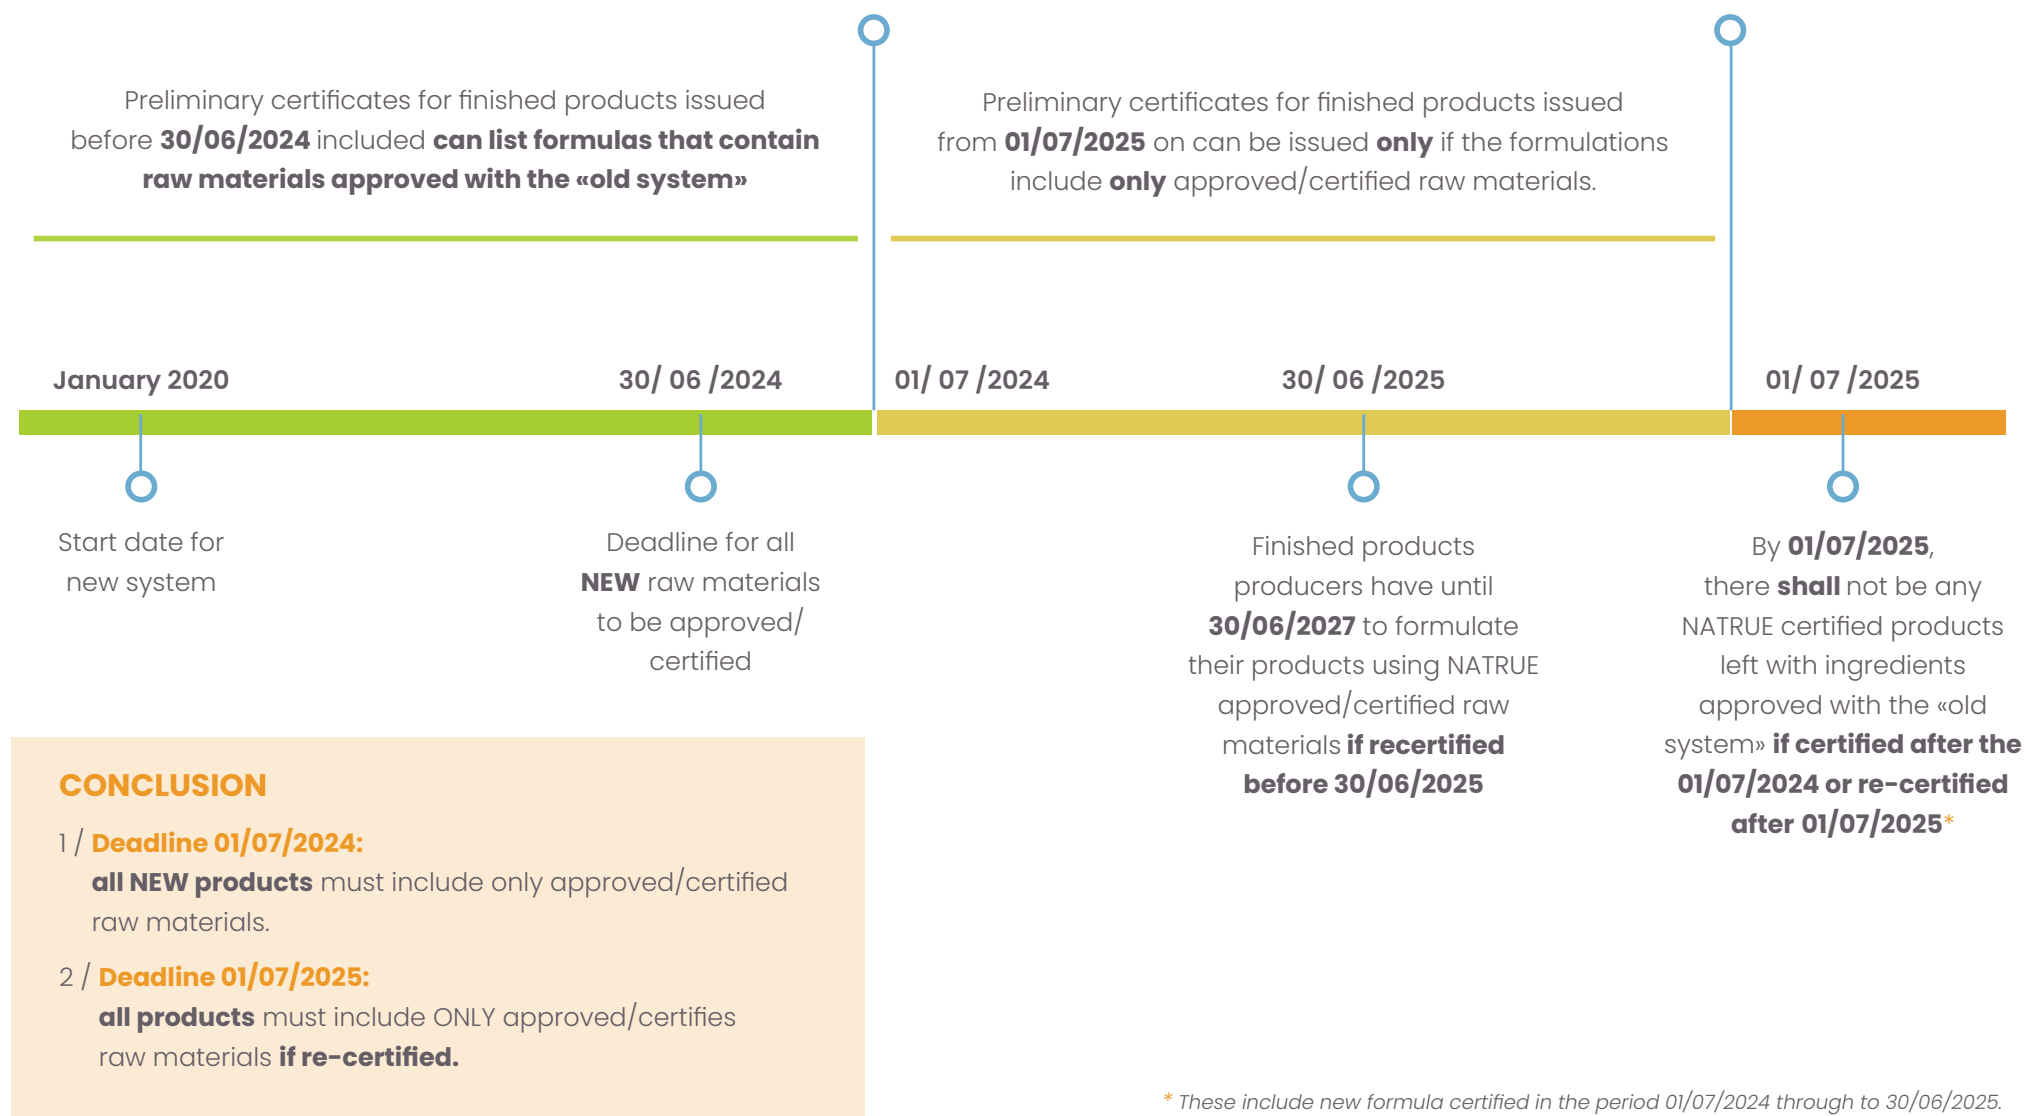 Preliminary certificates for finished products issued
before 30/06/2024 included can list formulas that contain
raw materials approved with the «old system»
Preliminary certificates for finished products issued
from 01/07/2025 on can be issued only if the formulations
include only approved/certified raw materials.
January 2020
30/ 06 /2024
01/ 07 /2024
30/ 06 /2025
01/ 07 /2025
Start date for
new system
Deadline for all
NEW raw materials
to be approved/
certified
Finished products
producers have until
30/06/2027 to formulate
their products using NATRUE
approved/certified raw
materials if recertified
before 30/06/2025
By 01/07/2025,
there shall not be any
NATRUE certified products
left with ingredients
approved with the «old
system» if certified after the
01/07/2024 or re-certified
after 01/07/2025*
CONCLUSION
1 / Deadline 01/07/2024:
all NEW products must include only approved/certified
raw materials.
2 / Deadline 01/07/2025:
all products must include ONLY approved/certifies
raw materials if re-certified.
* These include new formula certified in the period 01/07/2024 through to 30/06/2025.